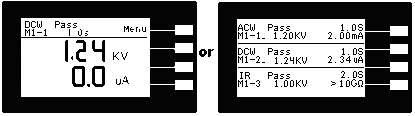 DCW Pass Menu
M1-1 1.0s
1.24 KV
0.0 uA
or
ACW Pass 1.0S
M1-1_ 1.20KV 2.00mA
DCW Pass 1.0S
M1-2_ 1.24KV 2.34uA
IR Pass 2.0S
M1-3 1.00KV >10GΩ